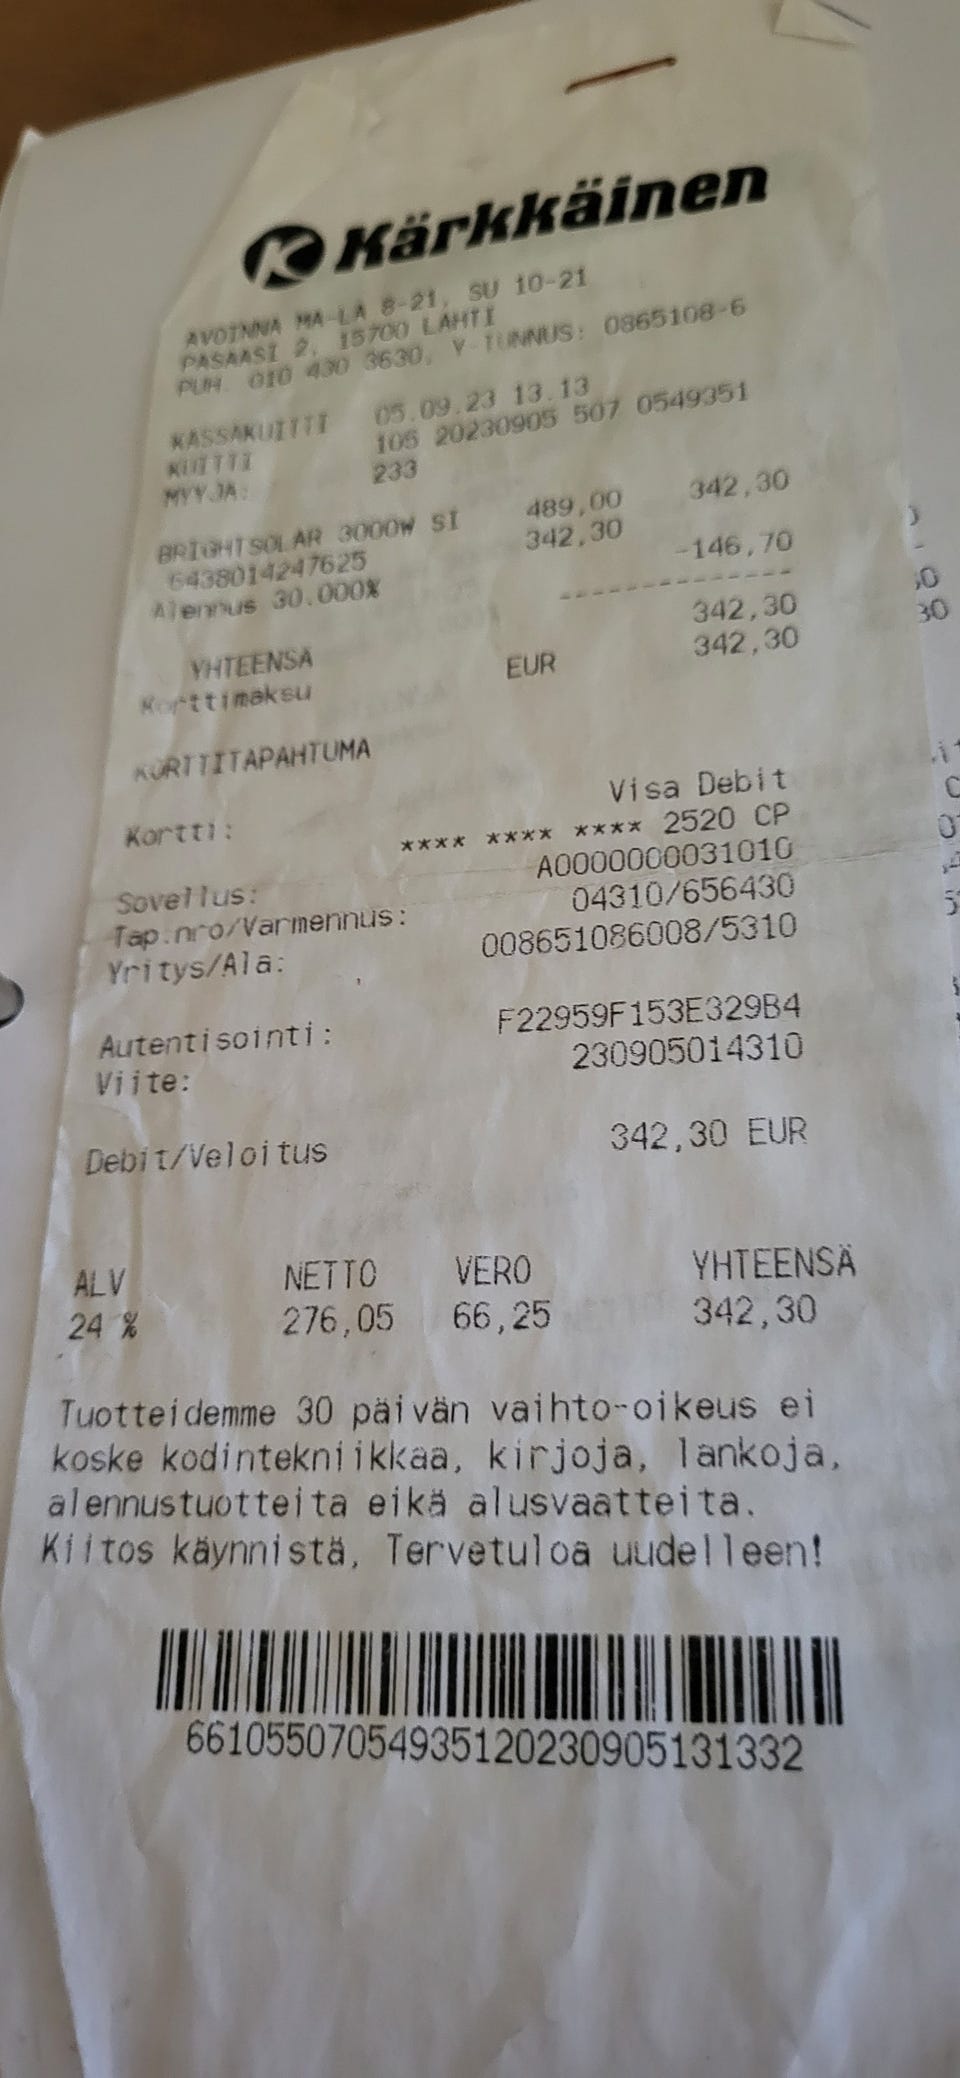 Kärkkäinen
AVOINNA MA-LA 8-21, SU 10-21
PASAASI 2, 15700 LAHTI
PUH. 010 430 3630, Y-TUNNUS: 0865108-6
KASSAKUITTI 05.09.23 13.13
KUITTI 105 20230905 507 0549351
MYYJÄ: 233
BRIGHTSOLAR 3000W SI 489,00 342,30
6438014247625 342,30
Alennus 30.000% -146,70
------------
YHTEENSÄ 342,30
Korttimaksu EUR 342,30
KORTTITAPAHTUMA
Kortti: Visa Debit
**** **** **** 2520 CP
Sovellus: A0000000031010
Tap.nro/Varmennus: 04310/656430
Yritys/Ala: 008651086008/5310
Autentisointi: F22959F153E329B4
Viite: 230905014310
Debit/Veloitus 342,30 EUR
ALV NETTO VERO YHTEENSÄ
24 % 276,05 66,25 342,30
Tuotteidemme 30 päivän vaihto-oikeus ei
koske kodintekniikkaa, kirjoja, lankoja,
alennustuotteita eikä alusvaatteita.
Kiitos käynnistä, Tervetuloa uudelleen!
66105507054935120230905131332